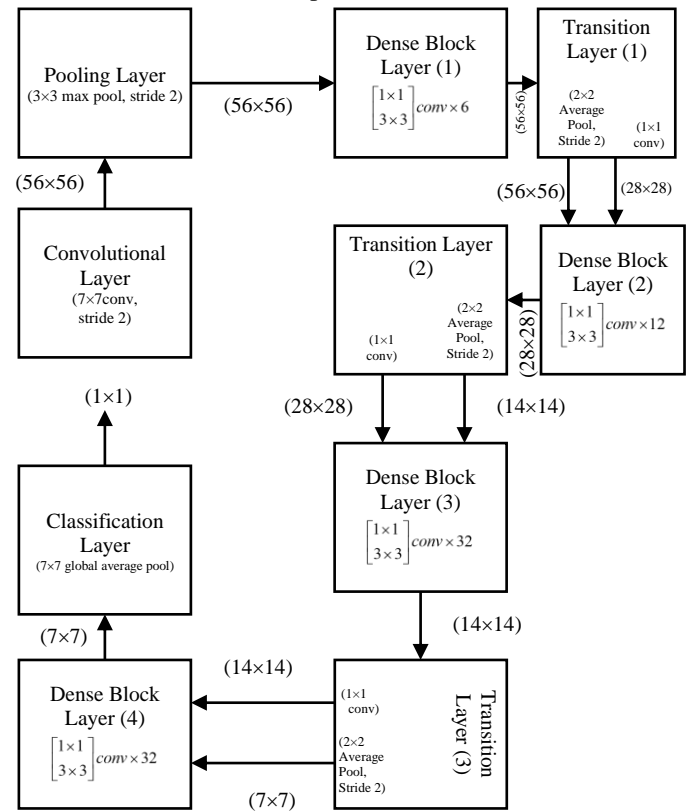 Pooling Layer
(3×3 max pool, stride 2)
(56×56)
Dense Block
Layer (1)
[1×1
3×3] conv×6
(56×56)
Transition
Layer (1)
(2×2
Average
Pool,
Stride 2)
(1×1
conv)
(56×56)
(56×56)
(28×28)
Convolutional
Layer
(7×7conv,
stride 2)
Transition Layer
(2)
(1×1
conv)
(2×2
Average
Pool,
Stride 2)
(28×28)
Dense Block
Layer (2)
[1×1
3×3] conv×12
(1×1)
(28×28)
(14×14)
Classification
Layer
(7×7 global average pool)
Dense Block
Layer (3)
[1×1
3×3] conv×32
(7×7)
(14×14)
(14×14)
Dense Block
Layer (4)
[1×1
3×3] conv×32
(1×1
conv)
(2×2
Average
Pool,
Stride 2)
Transition
Layer (3)
(7×7)